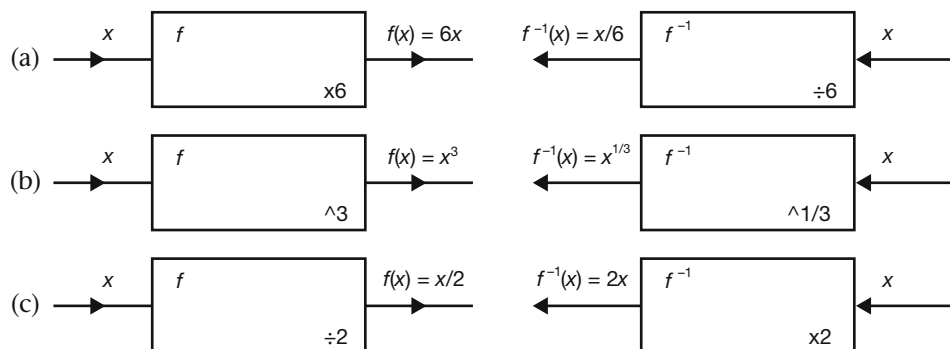 x f f(x) = 6x f⁻¹(x) = x/6 f⁻¹ x
(a)
x6 ÷6
x f f(x) = x³ f⁻¹(x) = x¹/³ f⁻¹ x
(b)
^3 ^1/3
x f f(x) = x/2 f⁻¹(x) = 2x f⁻¹ x
(c)
÷2 x2